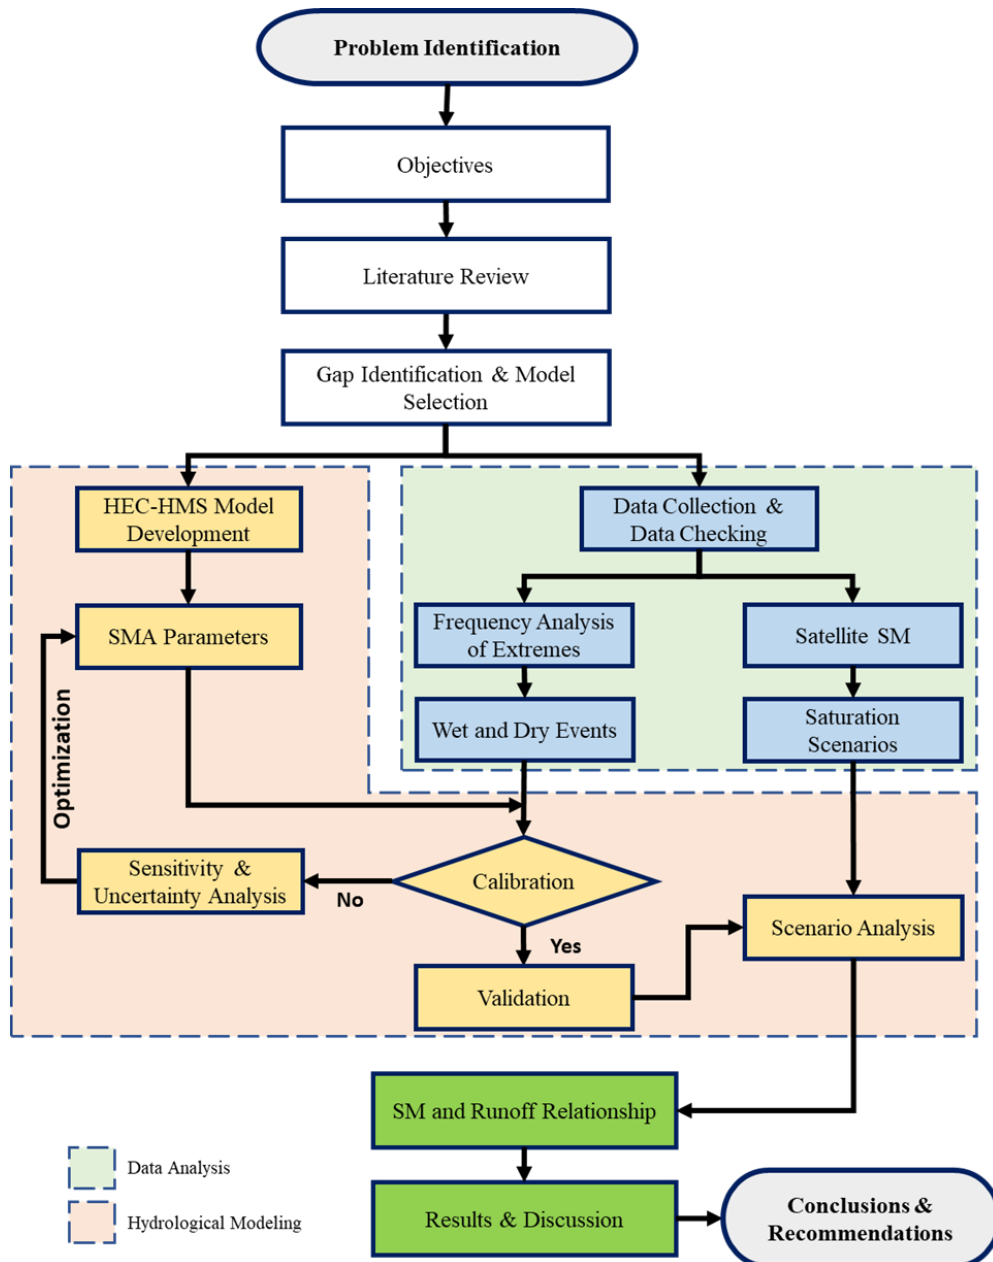 Problem Identification
Objectives
Literature Review
Gap Identification & Model
Selection
HEC-HMS Model
Development
Data Collection &
Data Checking
SMA Parameters
Frequency Analysis
of Extremes
Satellite SM
Wet and Dry Events
Saturation
Scenarios
Optimization
Sensitivity &
Uncertainty Analysis
No
Calibration
Yes
Scenario Analysis
Validation
SM and Runoff Relationship
Data Analysis
Hydrological Modeling
Results & Discussion
Conclusions &
Recommendations